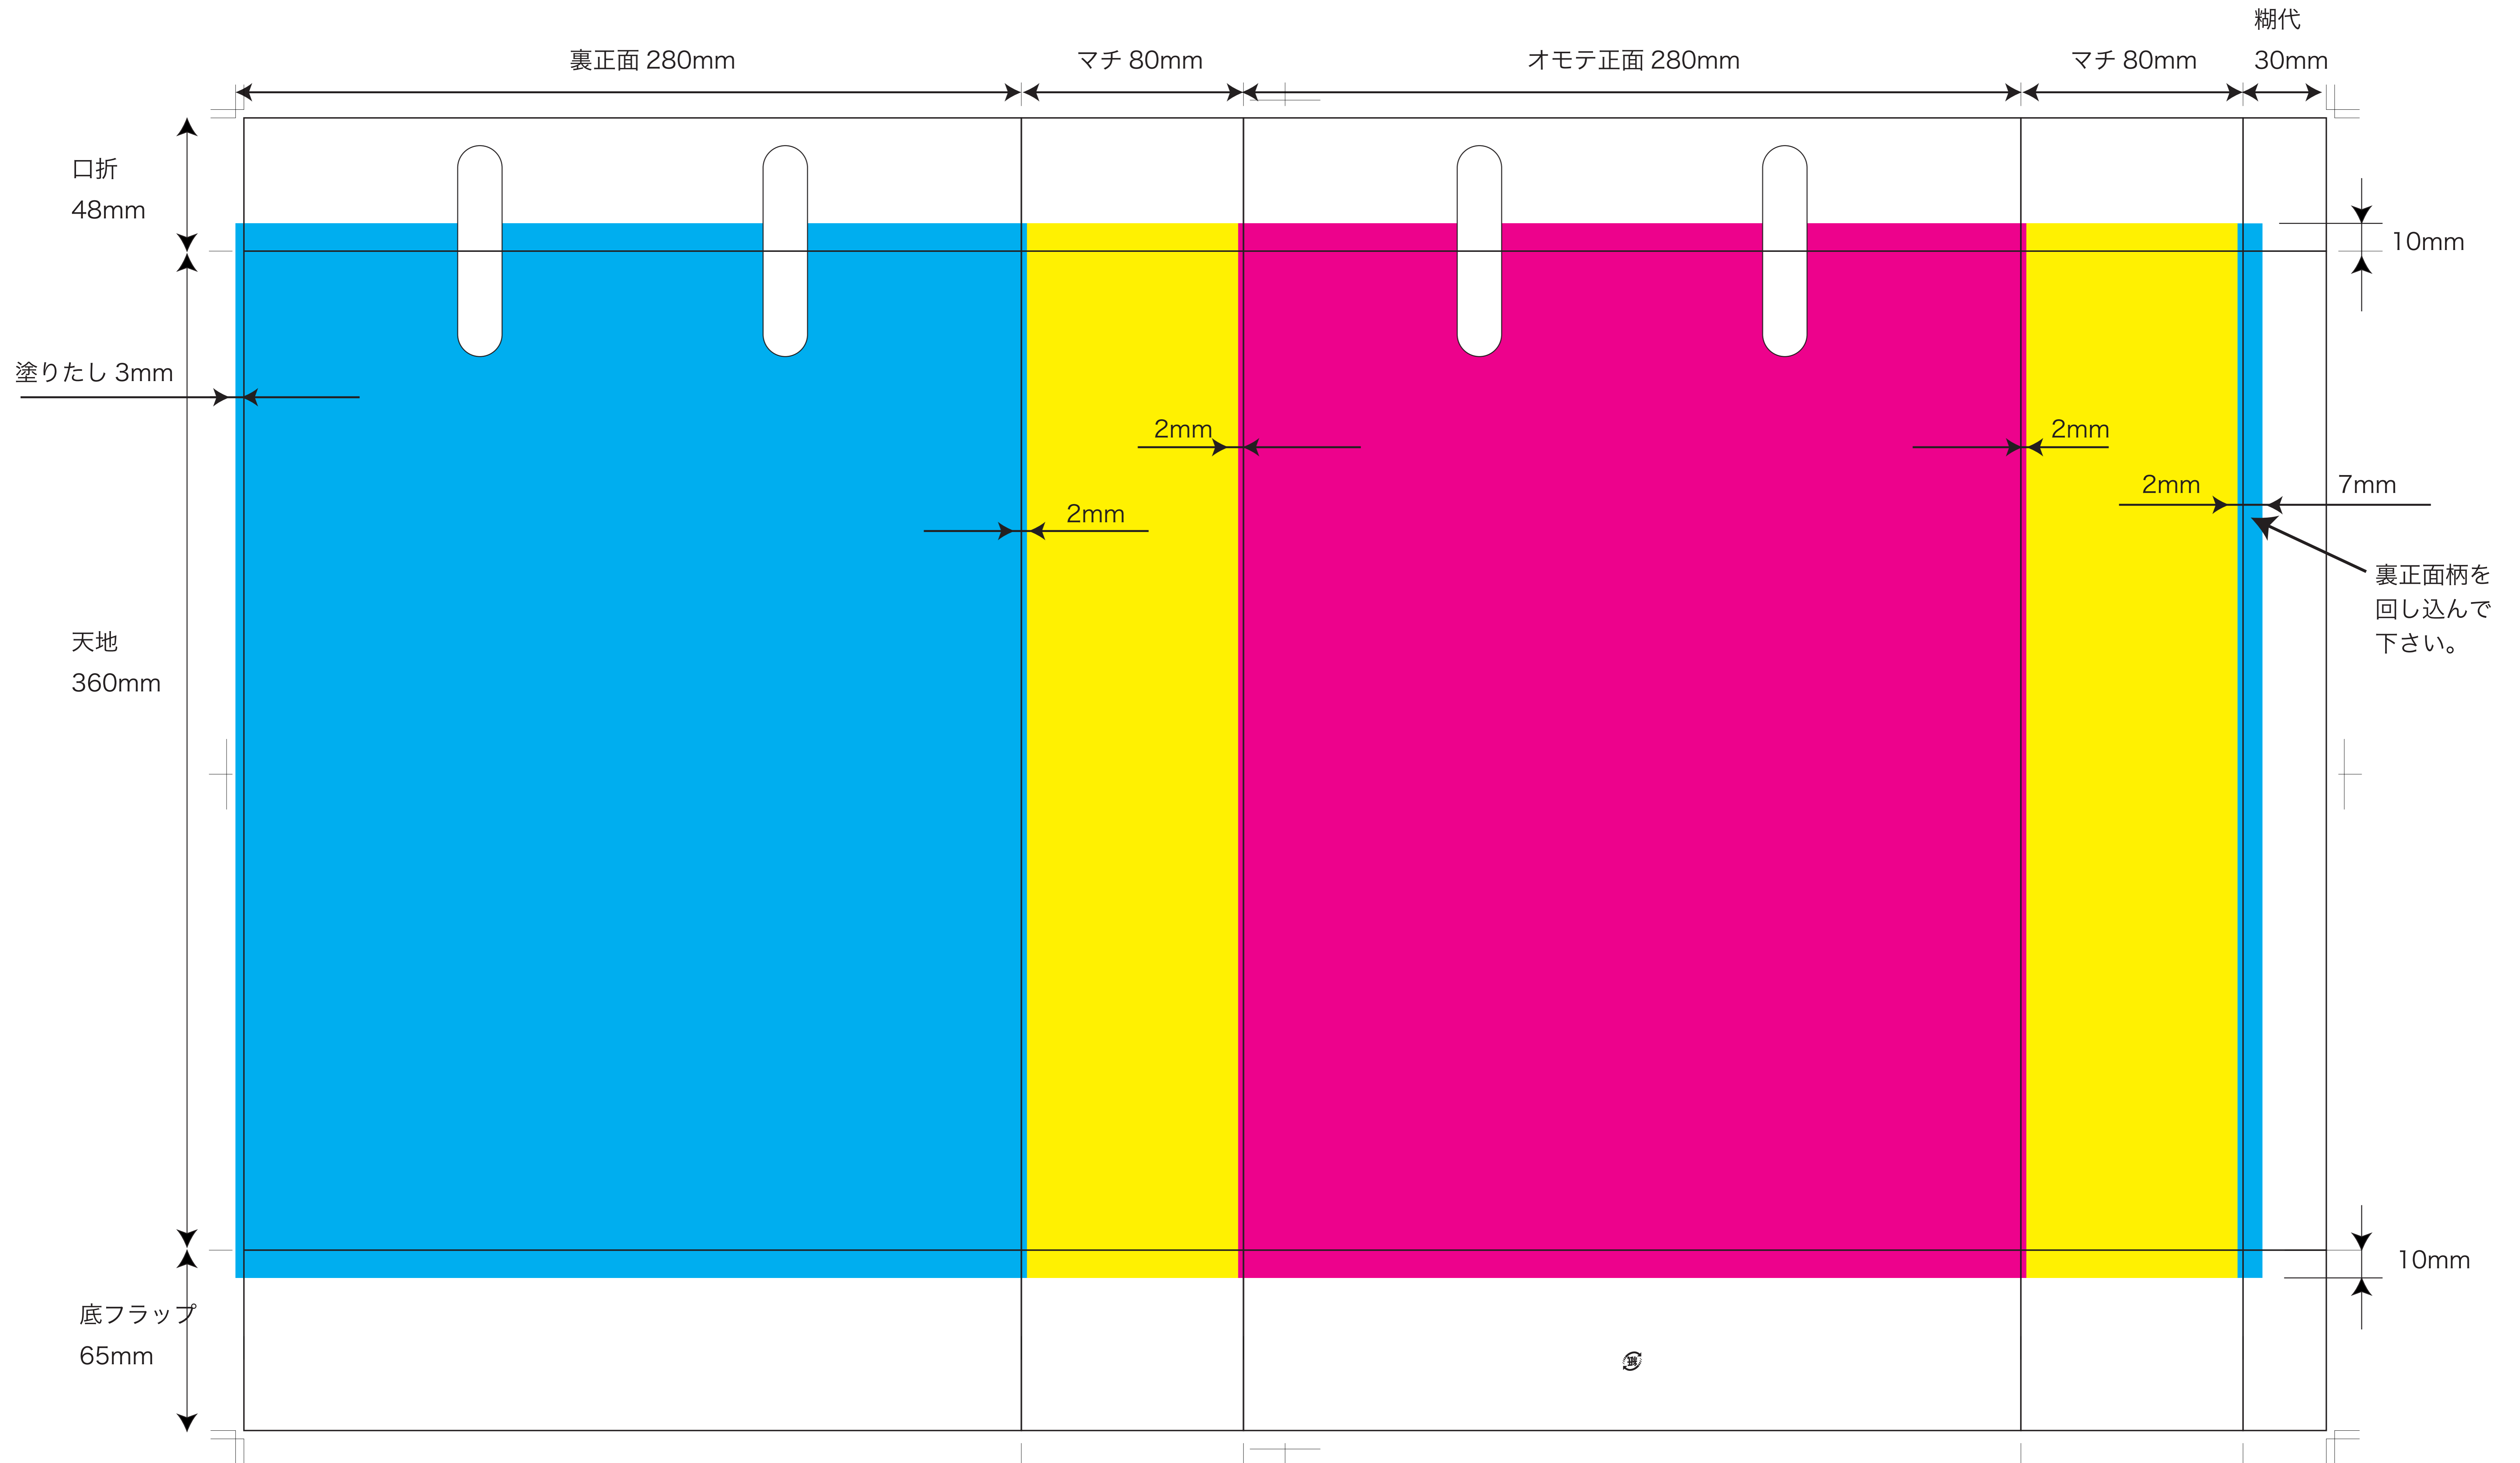 糊代
30mm
裏正面 280mm
マチ 80mm
オモテ正面 280mm
マチ 80mm
口折
48mm
10mm
塗りたし 3mm
2mm
2mm
2mm
2mm
7mm
裏正面柄を
回し込んで
下さい。
天地
360mm
10mm
底フラップ
65mm
紙